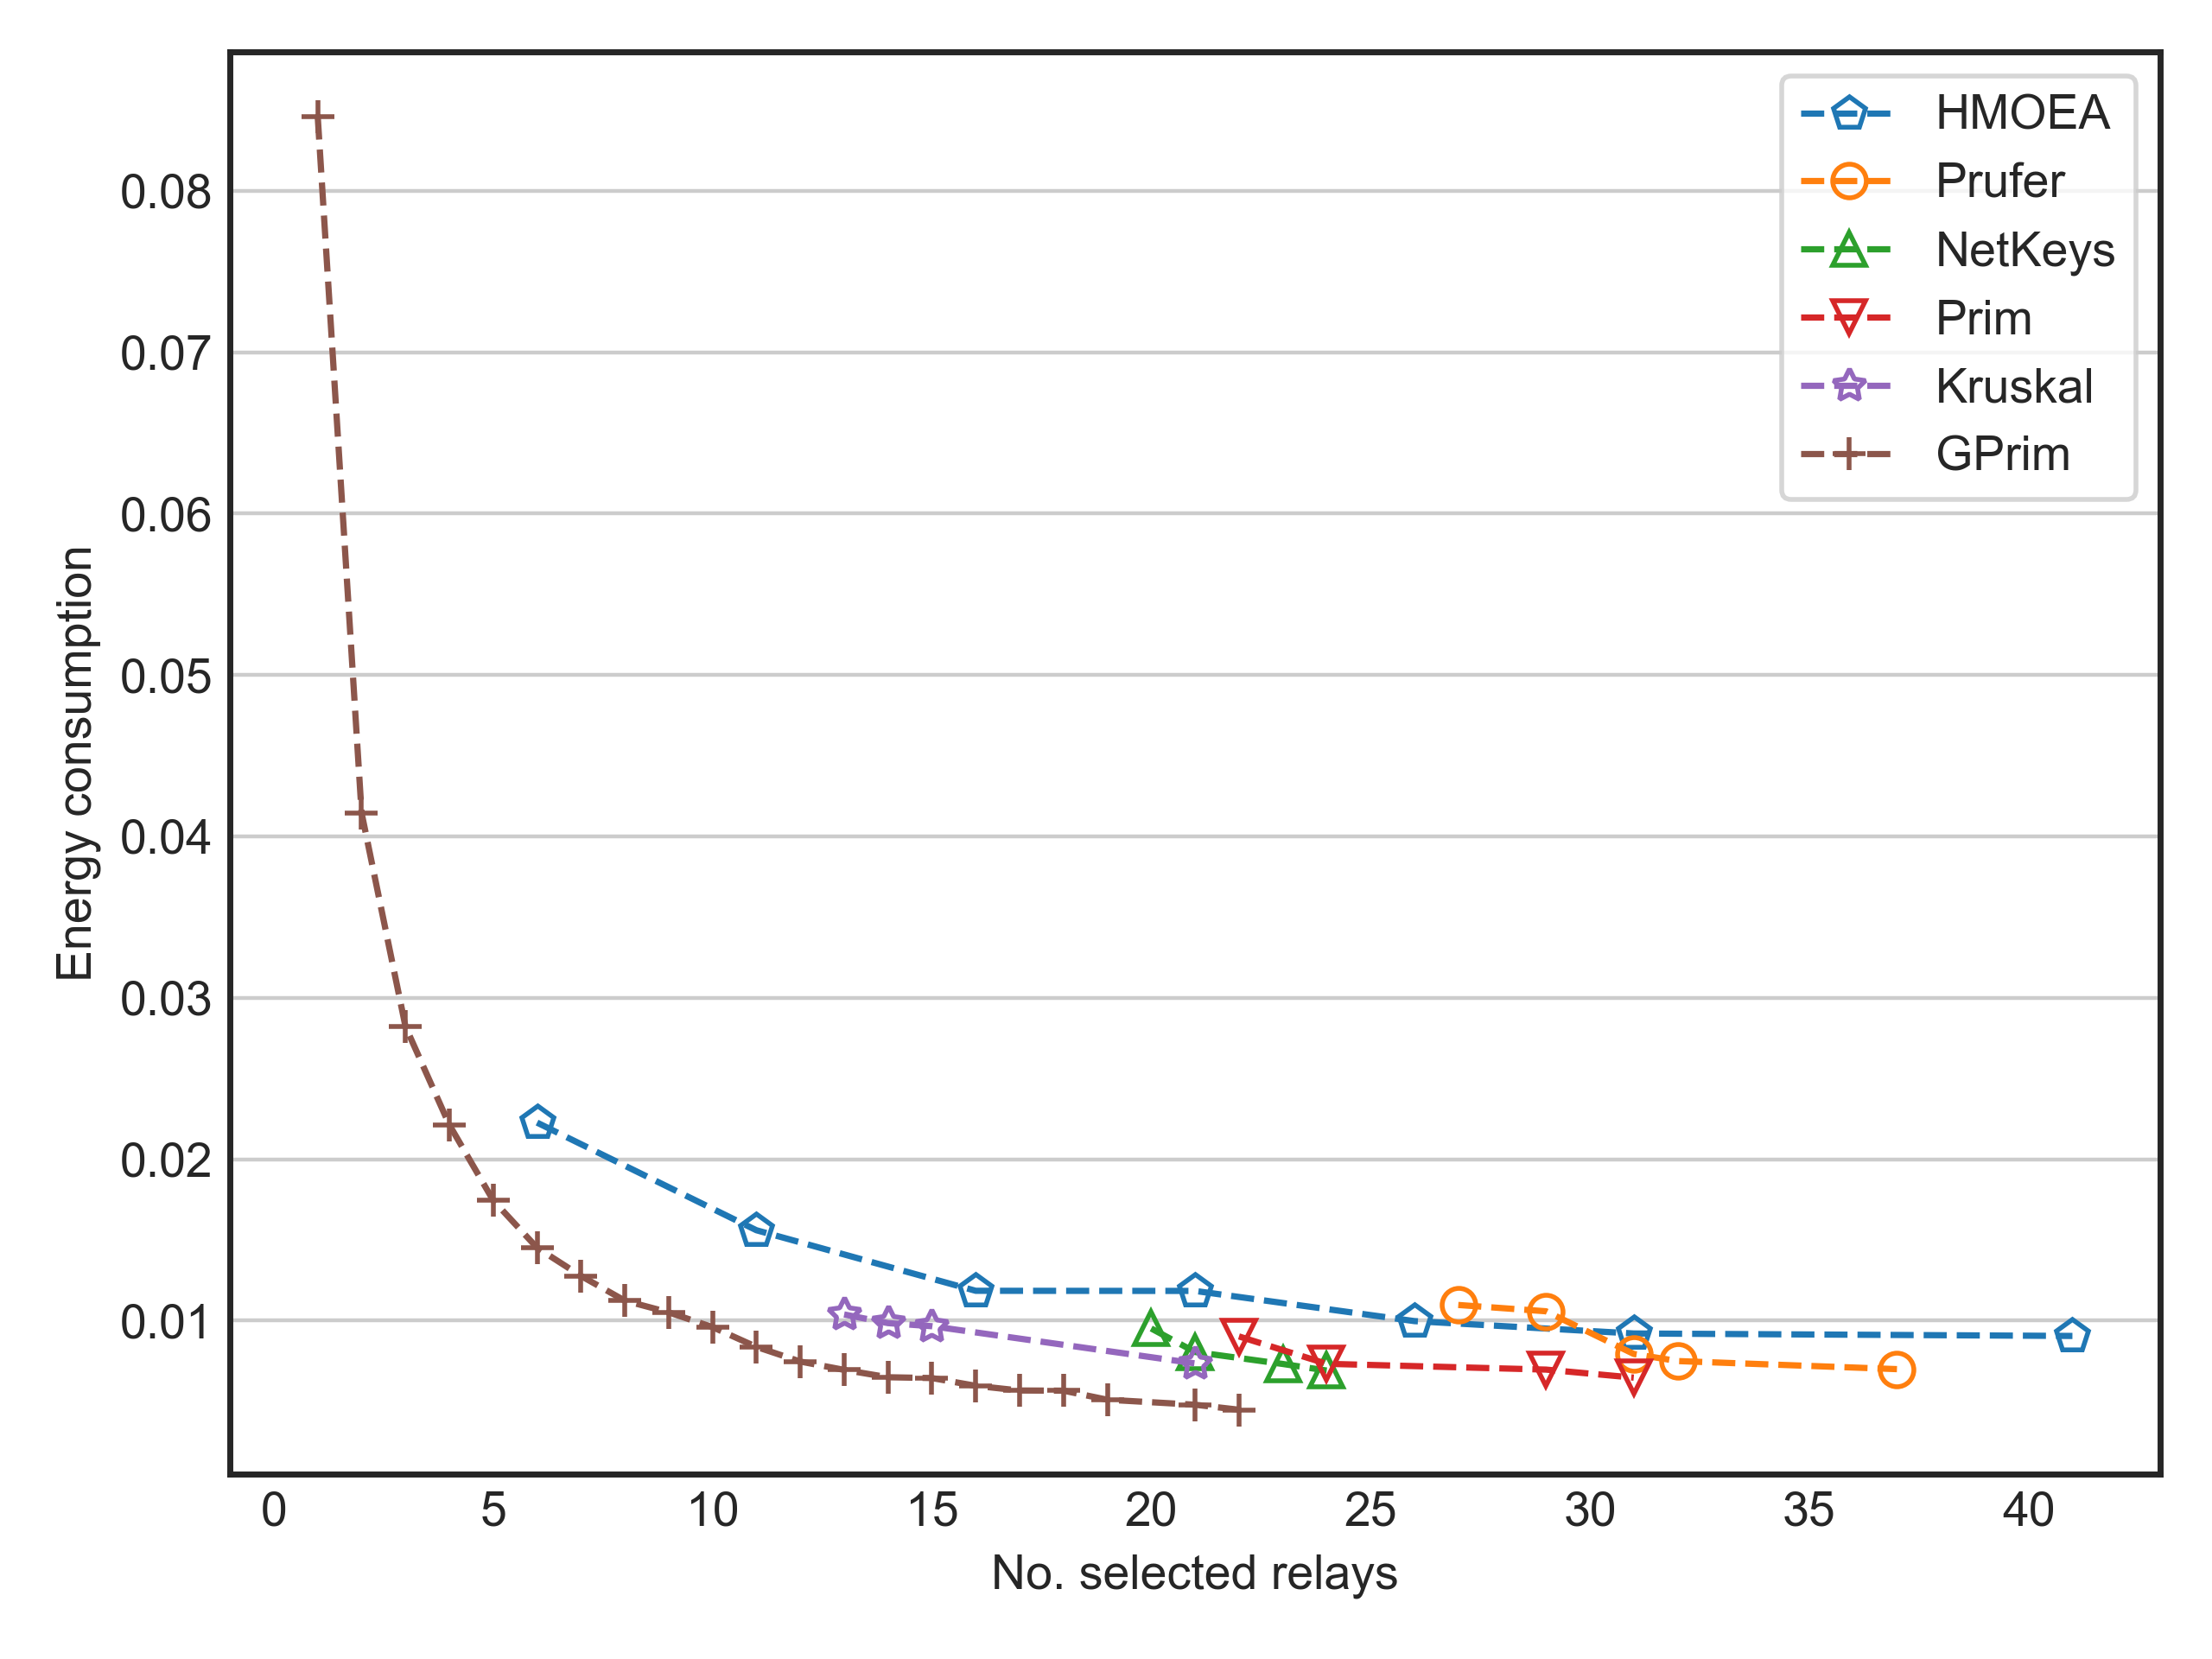 HMOEA
Prufer
NetKeys
Prim
Kruskal
GPrim
Energy consumption
0.08
0.07
0.06
0.05
0.04
0.03
0.02
0.01
0 5 10 15 20 25 30 35 40
No. selected relays